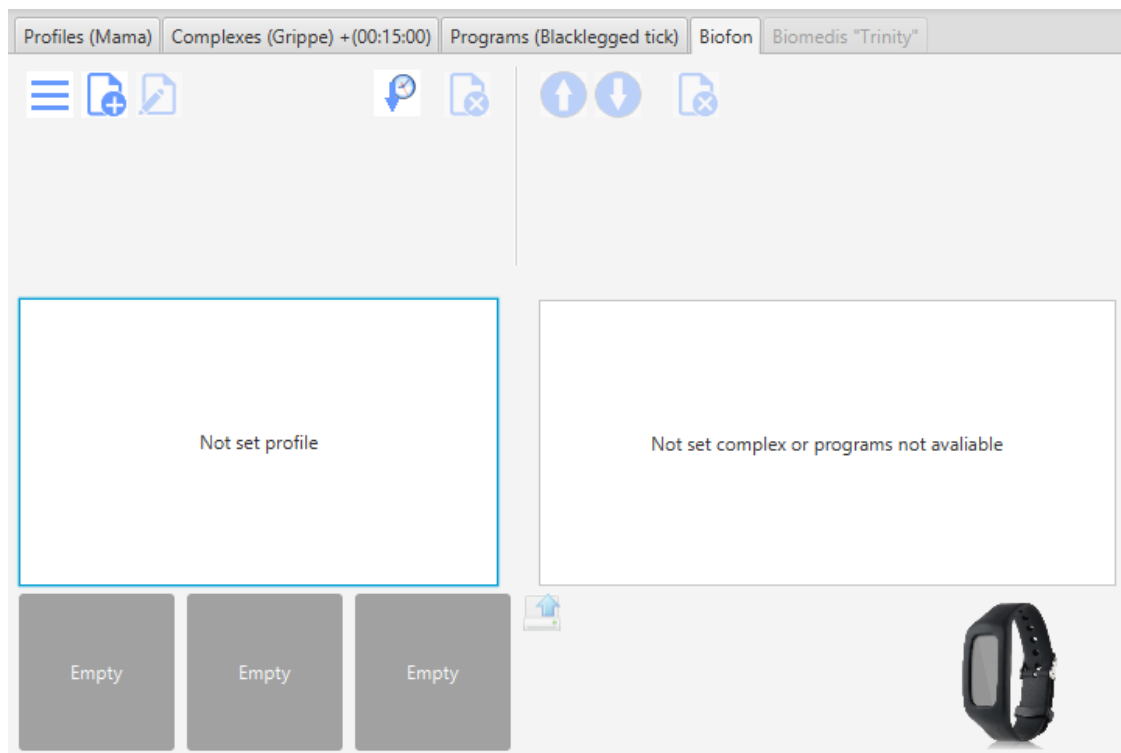 Profiles (Mama) Complexes (Grippe) +(00:15:00) Programs (Blacklegged tick) Biofon Biomedis "Trinity"
Not set profile
Not set complex or programs not avaliable
Empty Empty Empty